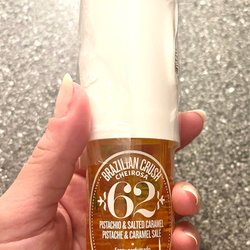 BRAZILIAN CRUSH
CHEIROSA
62
PISTACHIO & SALTED CARAMEL
PISTACHE & CARAMEL SALÉ